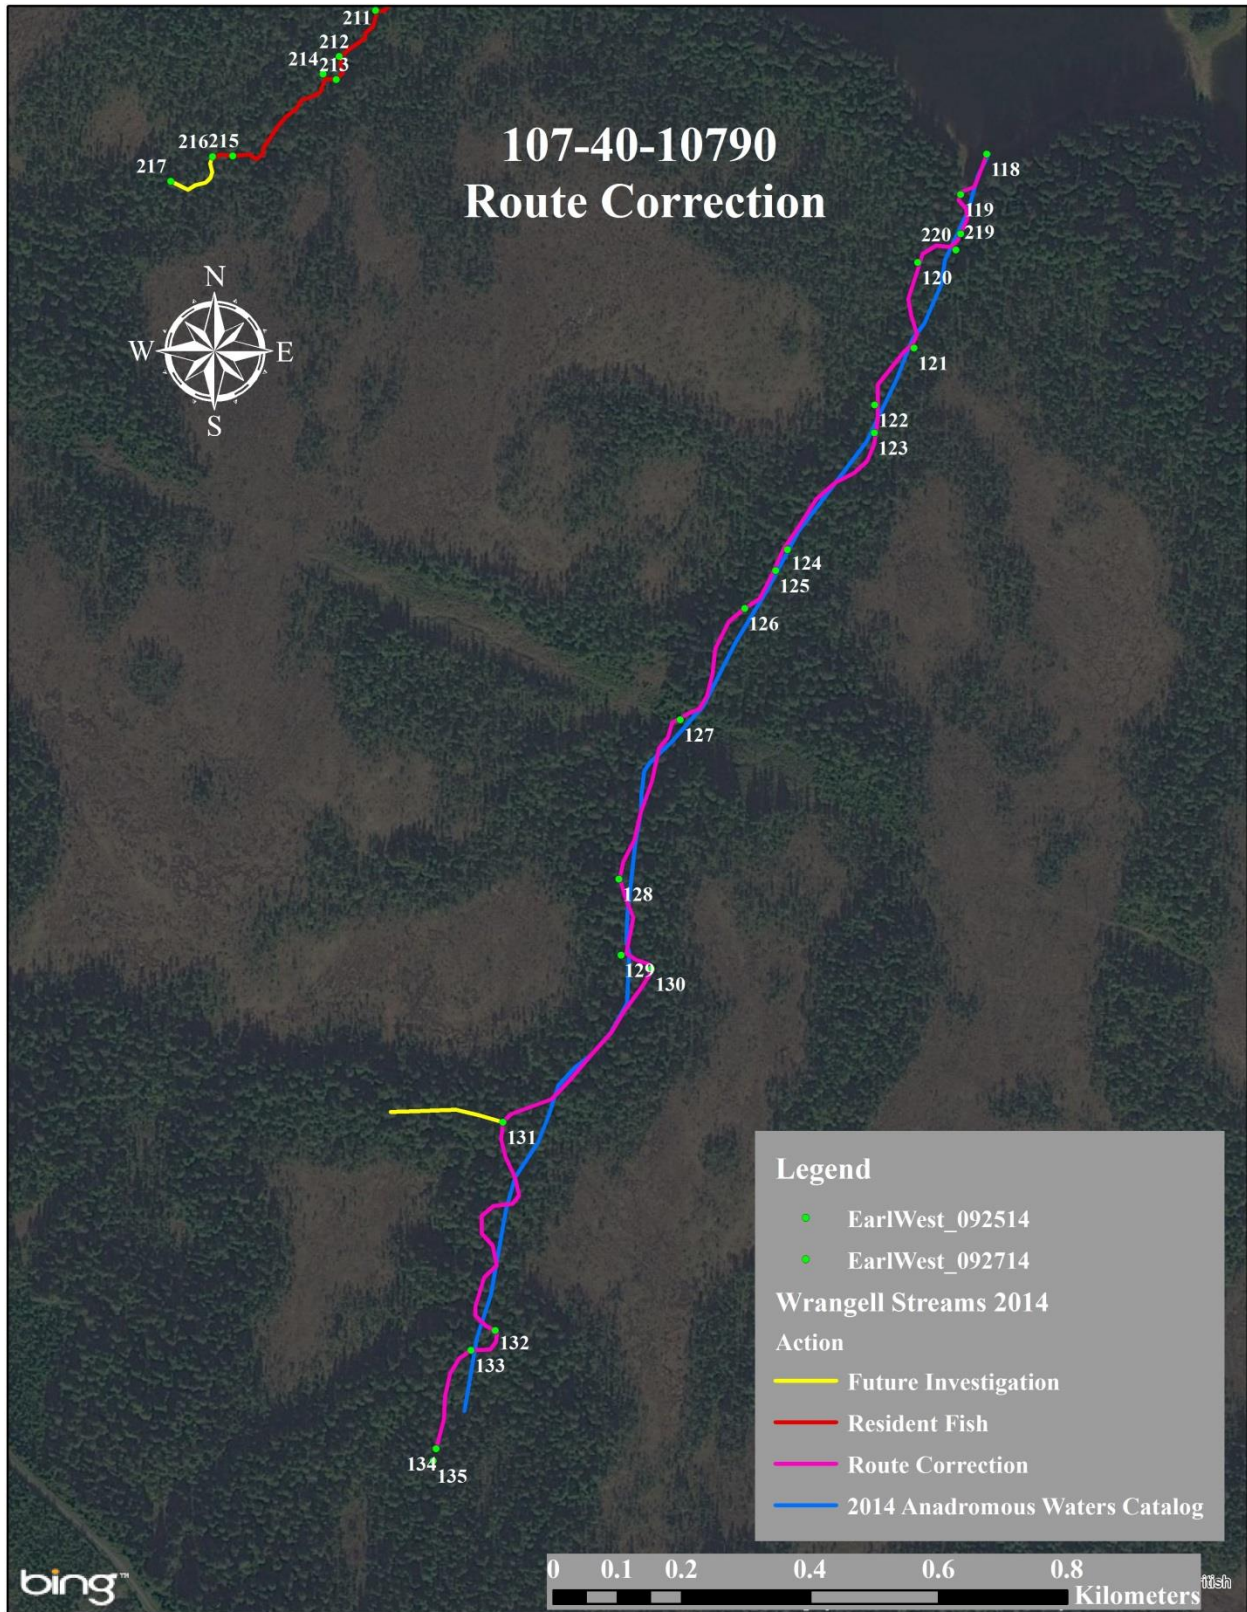 211
212
214
213
216
215
217
107-40-10790
Route Correction
118
119
220
219
120
N
W
E
S
121
122
123
124
125
126
127
128
129
130
131
132
133
134
135
Legend
EarlWest_092514
EarlWest_092714
Wrangell Streams 2014
Action
Future Investigation
Resident Fish
Route Correction
2014 Anadromous Waters Catalog
0 0.1 0.2 0.4 0.6 0.8
Kilometers
bing™